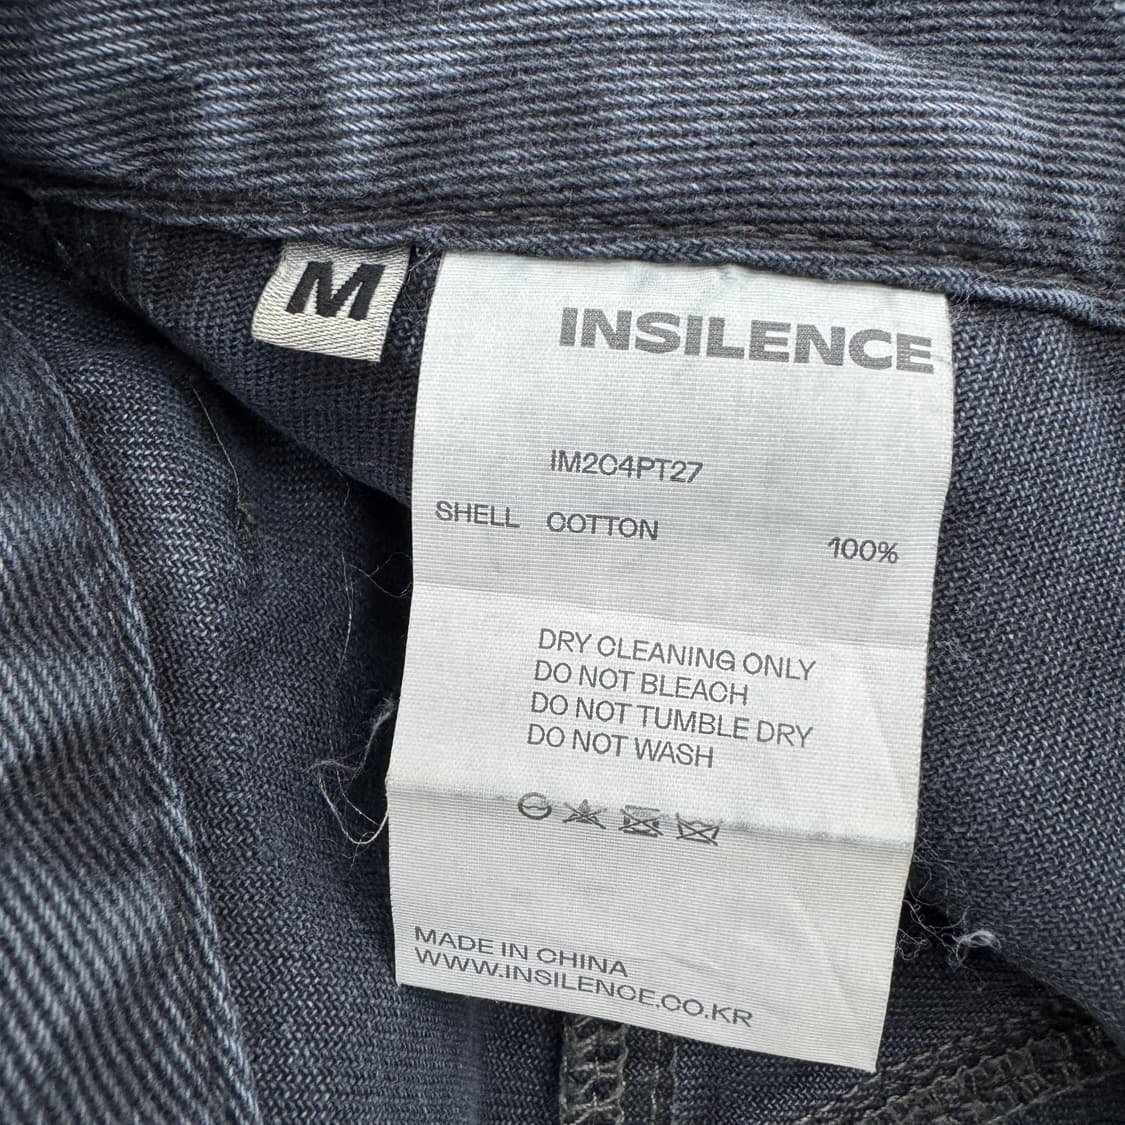 M
INSILENCE
IM2C4PT27
SHELL COTTON 100%
DRY CLEANING ONLY
DO NOT BLEACH
DO NOT TUMBLE DRY
DO NOT WASH
MADE IN CHINA
WWW.INSILENCE.CO.KR